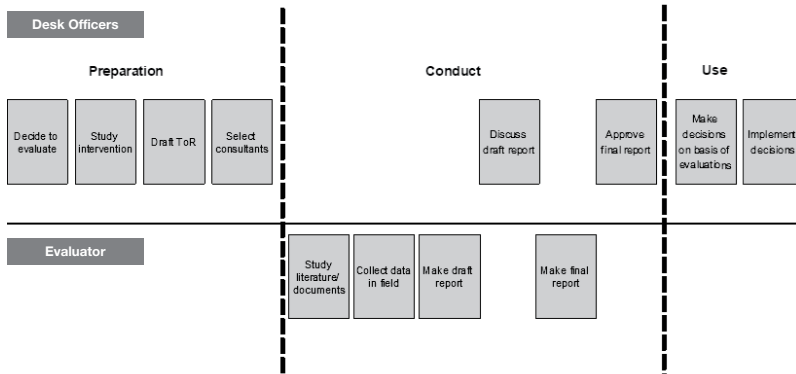 Desk Officers
Preparation
Conduct
Use
Decide to
evaluate
Study
intervention
Draft ToR
Select
consultants
Discuss
draft report
Approve
final report
Make
decisions
on basis of
evaluations
Implement
decisions
Evaluator
Study
literature/
documents
Collect data
in field
Make draft
report
Make final
report